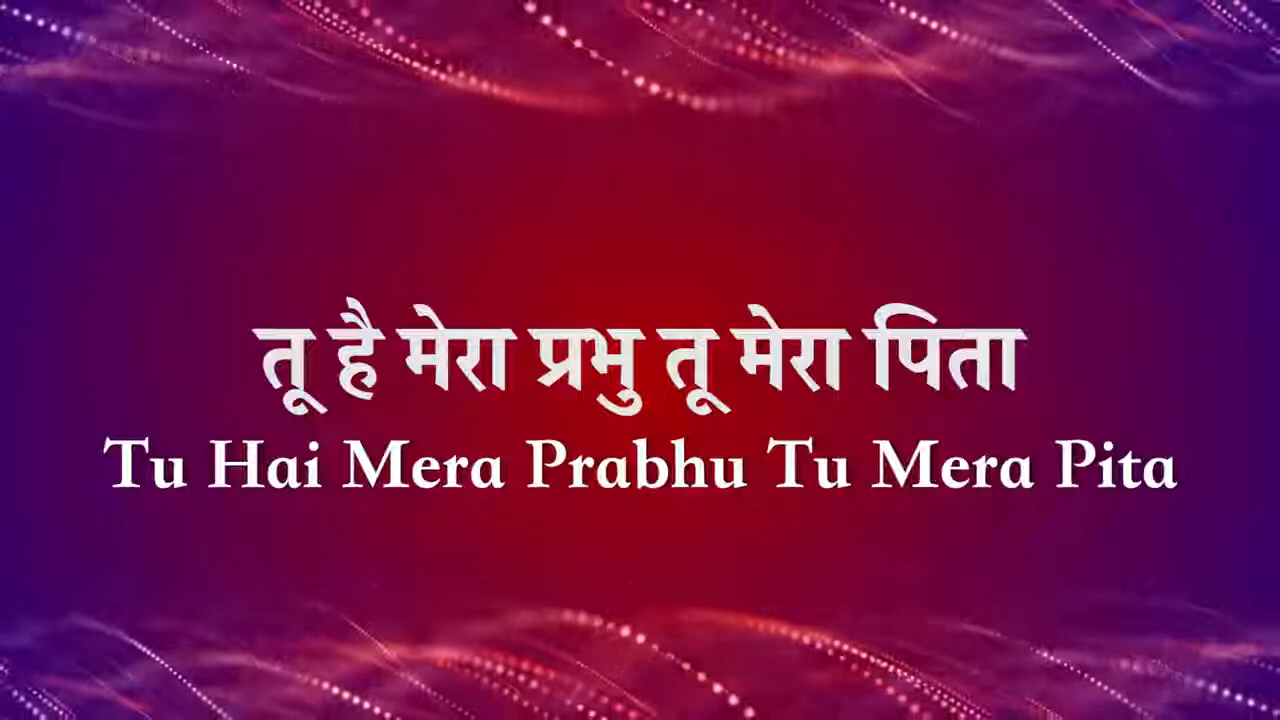 तू है मेरा प्रभु तू मेरा पिता
Tu Hai Mera Prabhu Tu Mera Pita